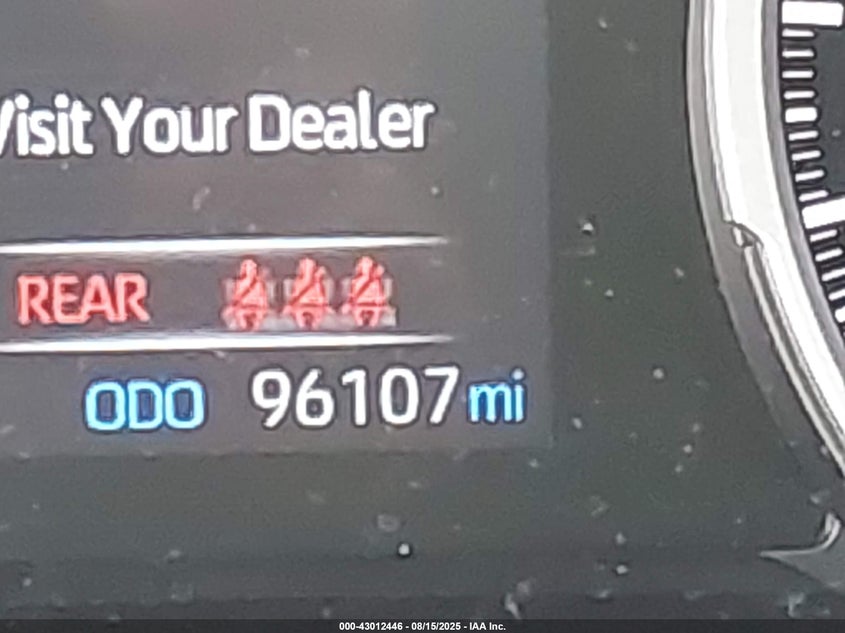 Visit Your Dealer
REAR
ODO 96107 mi
000-43012446 - 08/15/2025 - IAA Inc.